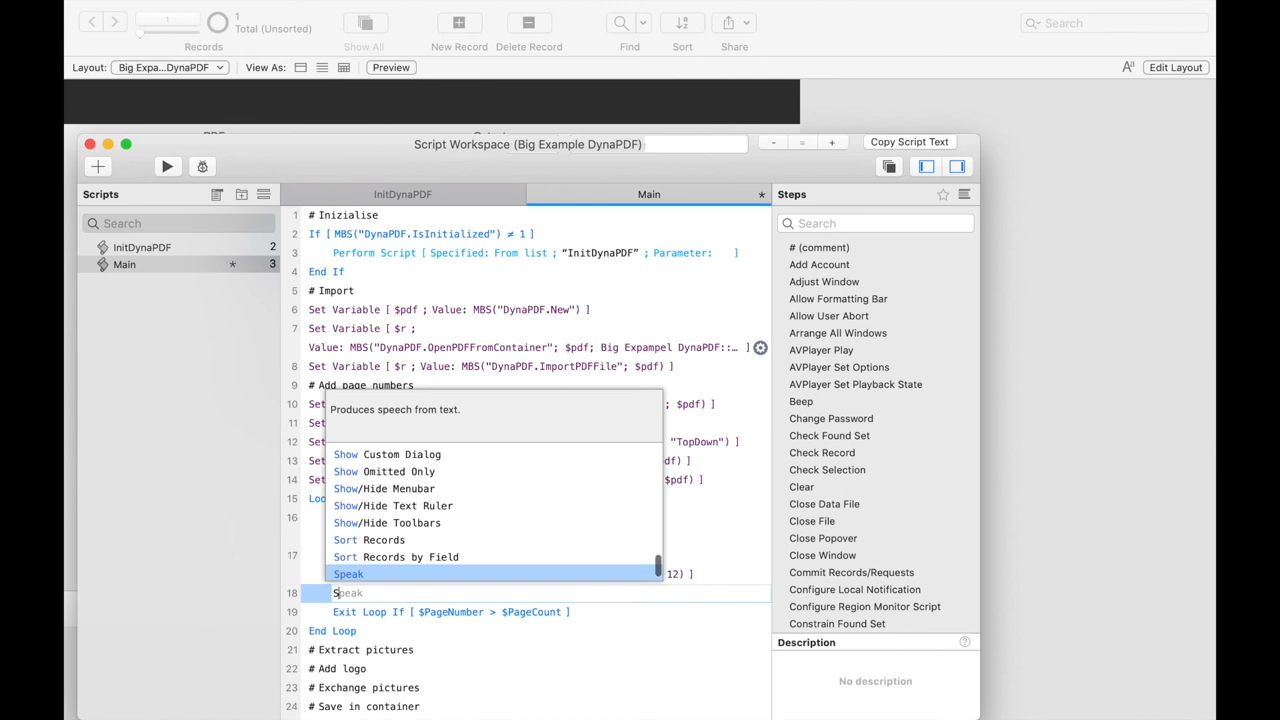 1
1
Total (Unsorted)
Records
Show All
New Record
Delete Record
Find
Sort
Share
Search
Layout:
Big Expa...DynaPDF
View As:
Preview
Edit Layout
Script Workspace (Big Example DynaPDF)
-
=
+
Copy Script Text
Scripts
InitDynaPDF
Main
*
Steps
Search
InitDynaPDF 2
Main * 3
1 # Inizialise
2 If [ MBS("DynaPDF.IsInitialized") ≠ 1 ]
3 Perform Script [ Specified: From list ; “InitDynaPDF” ; Parameter: ]
4 End If
5 # Import
6 Set Variable [ $pdf ; Value: MBS("DynaPDF.New") ]
7 Set Variable [ $r ;
Value: MBS("DynaPDF.OpenPDFFromContainer"; $pdf; Big Expampel DynaPDF::… ]
8 Set Variable [ $r ; Value: MBS("DynaPDF.ImportPDFFile"; $pdf) ]
9 # Add page numbers
10 Set ; $pdf) ]
11 Set
12 Set "TopDown") ]
13 Set df) ]
14 Set $pdf) ]
15 Loo
16
17
12) ]
Produces speech from text.
Show Custom Dialog
Show Omitted Only
Show/Hide Menubar
Show/Hide Text Ruler
Show/Hide Toolbars
Sort Records
Sort Records by Field
Speak
18 Speak
19 Exit Loop If [ $PageNumber > $PageCount ]
20 End Loop
21 # Extract pictures
22 # Add logo
23 # Exchange pictures
24 # Save in container
Search
# (comment)
Add Account
Adjust Window
Allow Formatting Bar
Allow User Abort
Arrange All Windows
AVPlayer Play
AVPlayer Set Options
AVPlayer Set Playback State
Beep
Change Password
Check Found Set
Check Record
Check Selection
Clear
Close Data File
Close File
Close Popover
Close Window
Commit Records/Requests
Configure Local Notification
Configure Region Monitor Script
Constrain Found Set
Description
No description